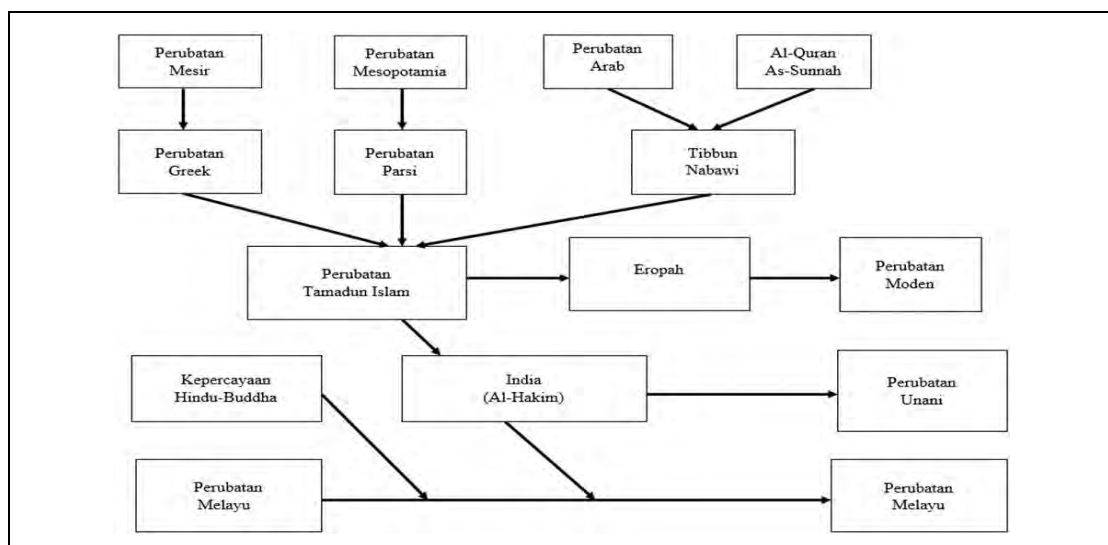 Perubatan
Mesir
Perubatan
Mesopotamia
Perubatan
Arab
Al-Quran
As-Sunnah
Perubatan
Greek
Perubatan
Parsi
Tibbun
Nabawi
Perubatan
Tamadun Islam
Eropah
Perubatan
Moden
Kepercayaan
Hindu-Buddha
India
(Al-Hakim)
Perubatan
Unani
Perubatan
Melayu
Perubatan
Melayu